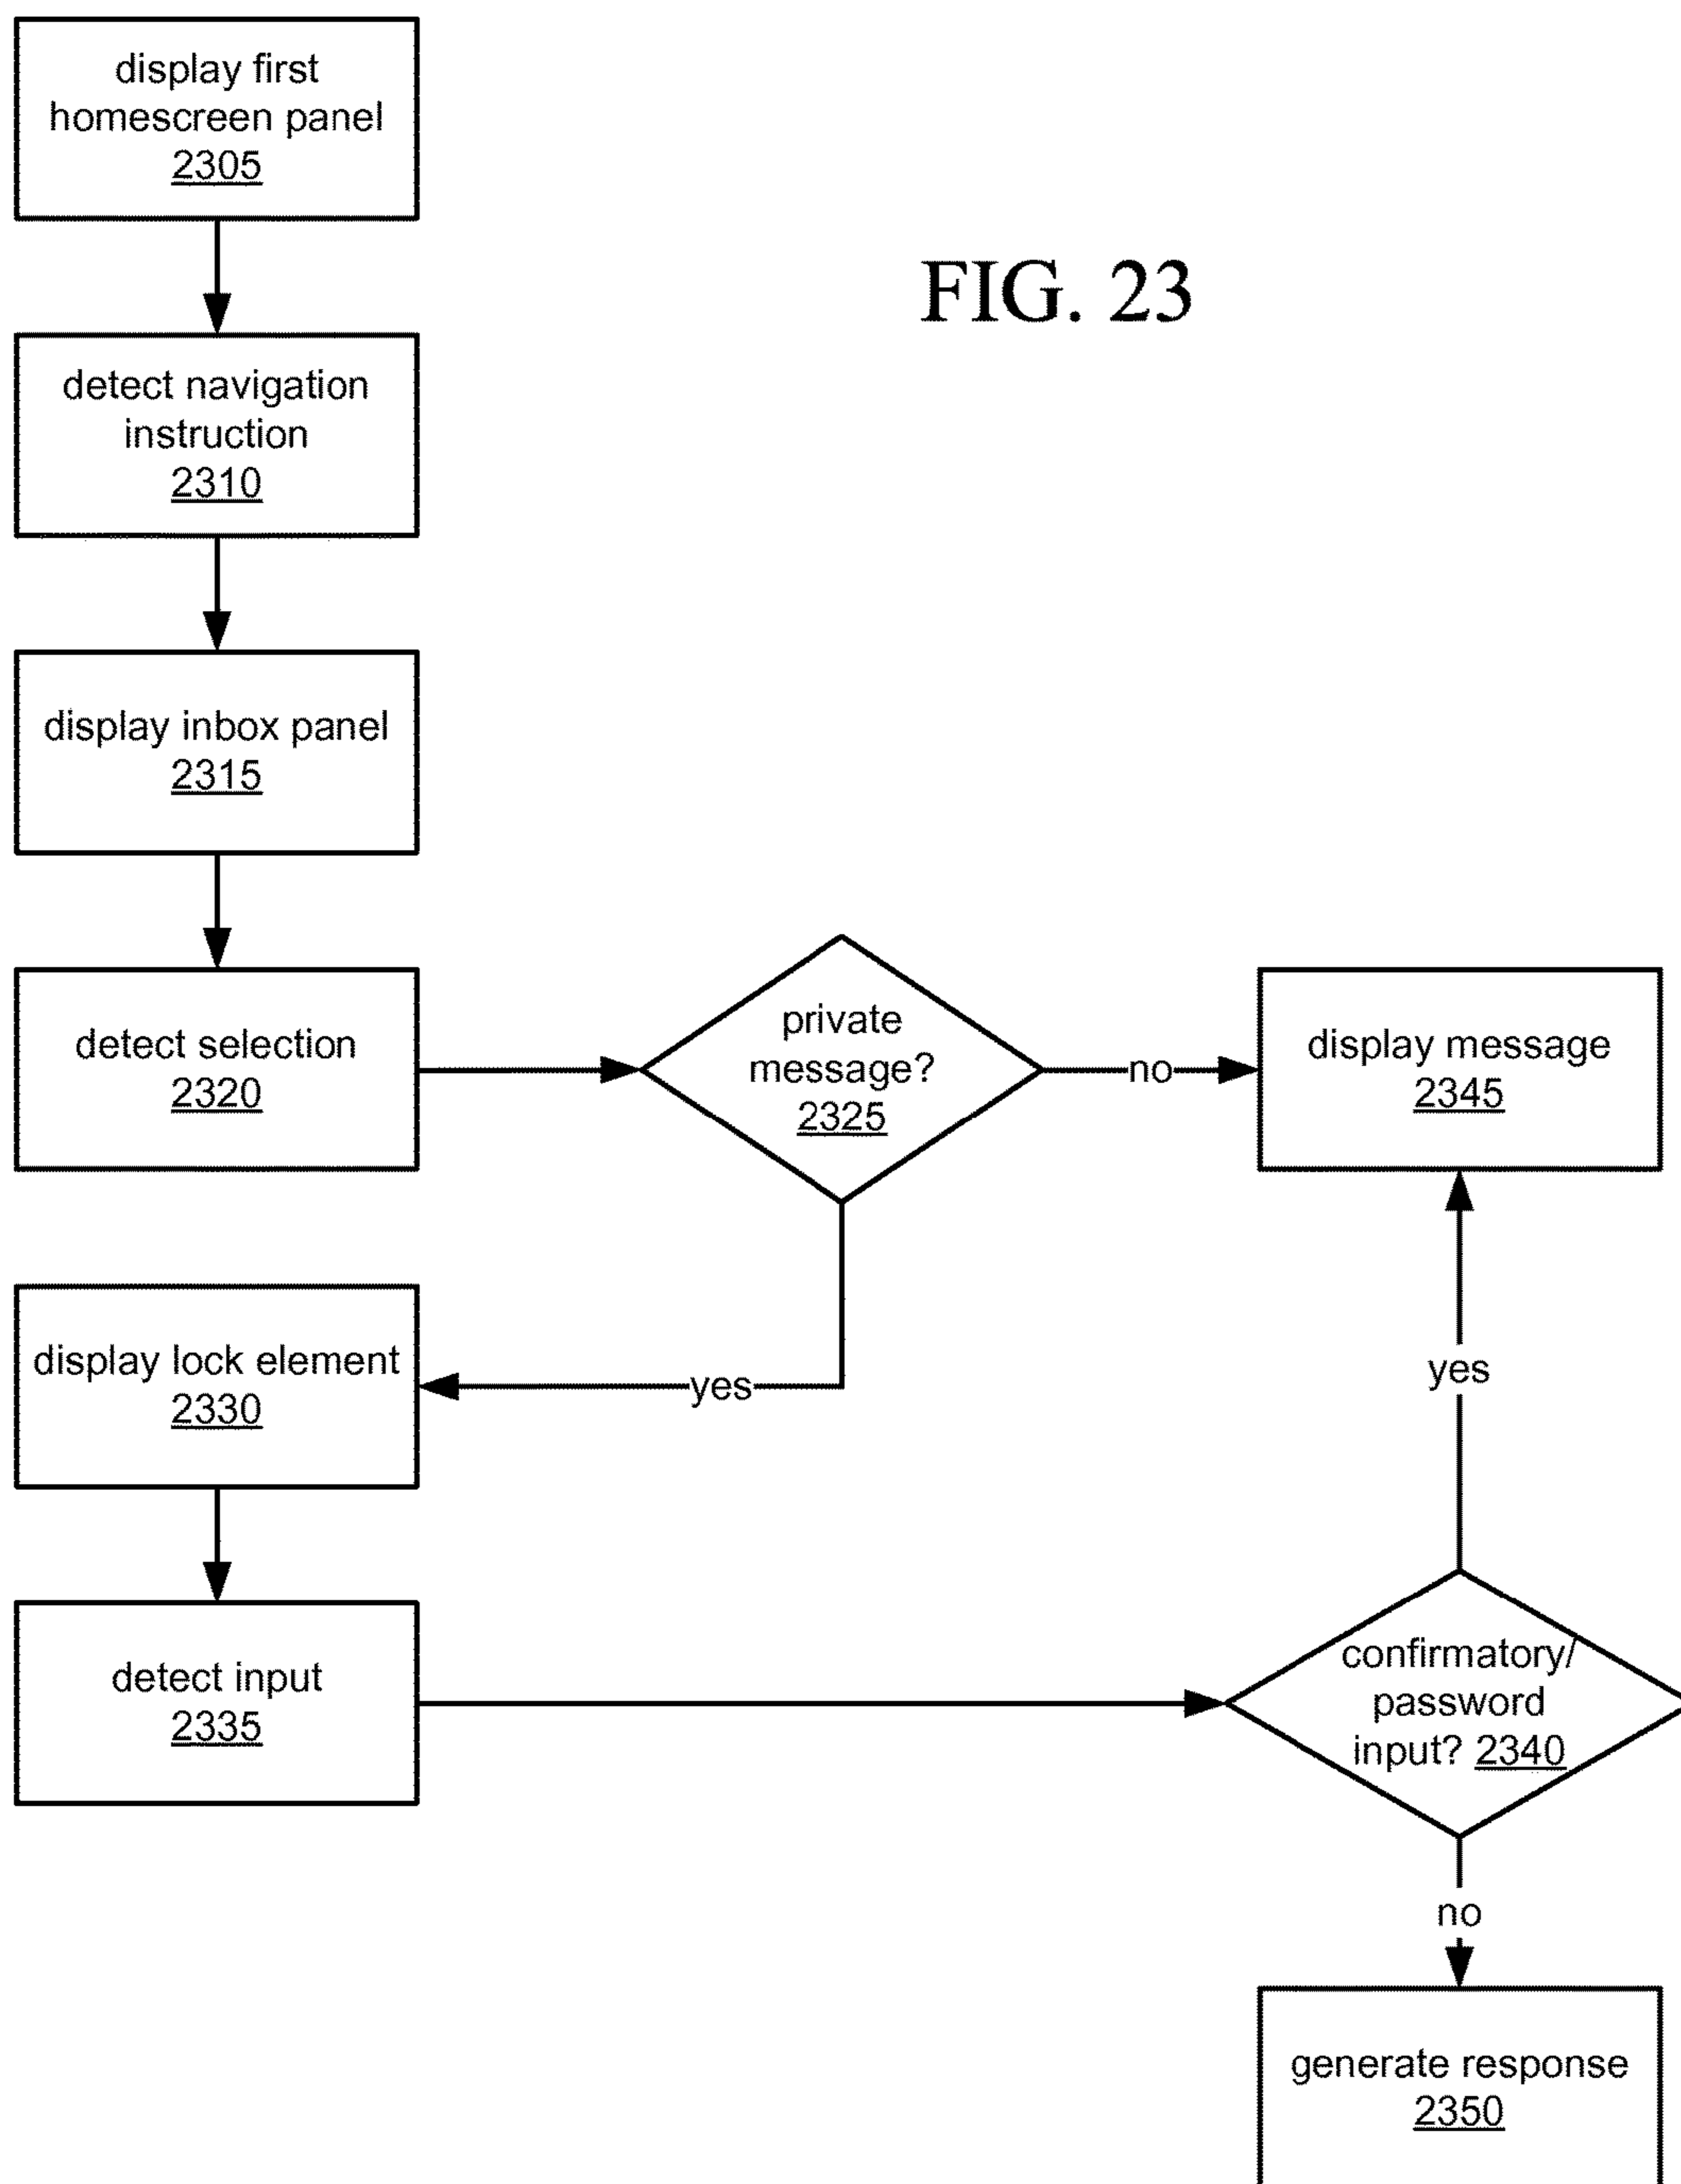 display first
homescreen panel
2305
FIG. 23
detect navigation
instruction
2310
display inbox panel
2315
detect selection
2320
private
message?
2325
no
display message
2345
display lock element
2330
yes
yes
detect input
2335
confirmatory/
password
input? 2340
no
generate response
2350